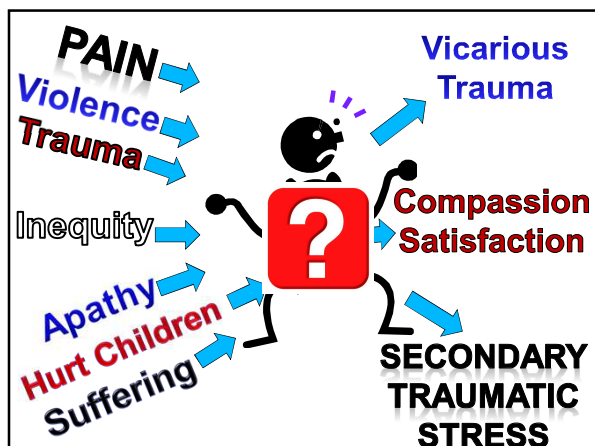 PAIN
Violence
Trauma
Inequity
Apathy
Hurt Children
Suffering
?
Vicarious
Trauma
Compassion
Satisfaction
SECONDARY
TRAUMATIC
STRESS